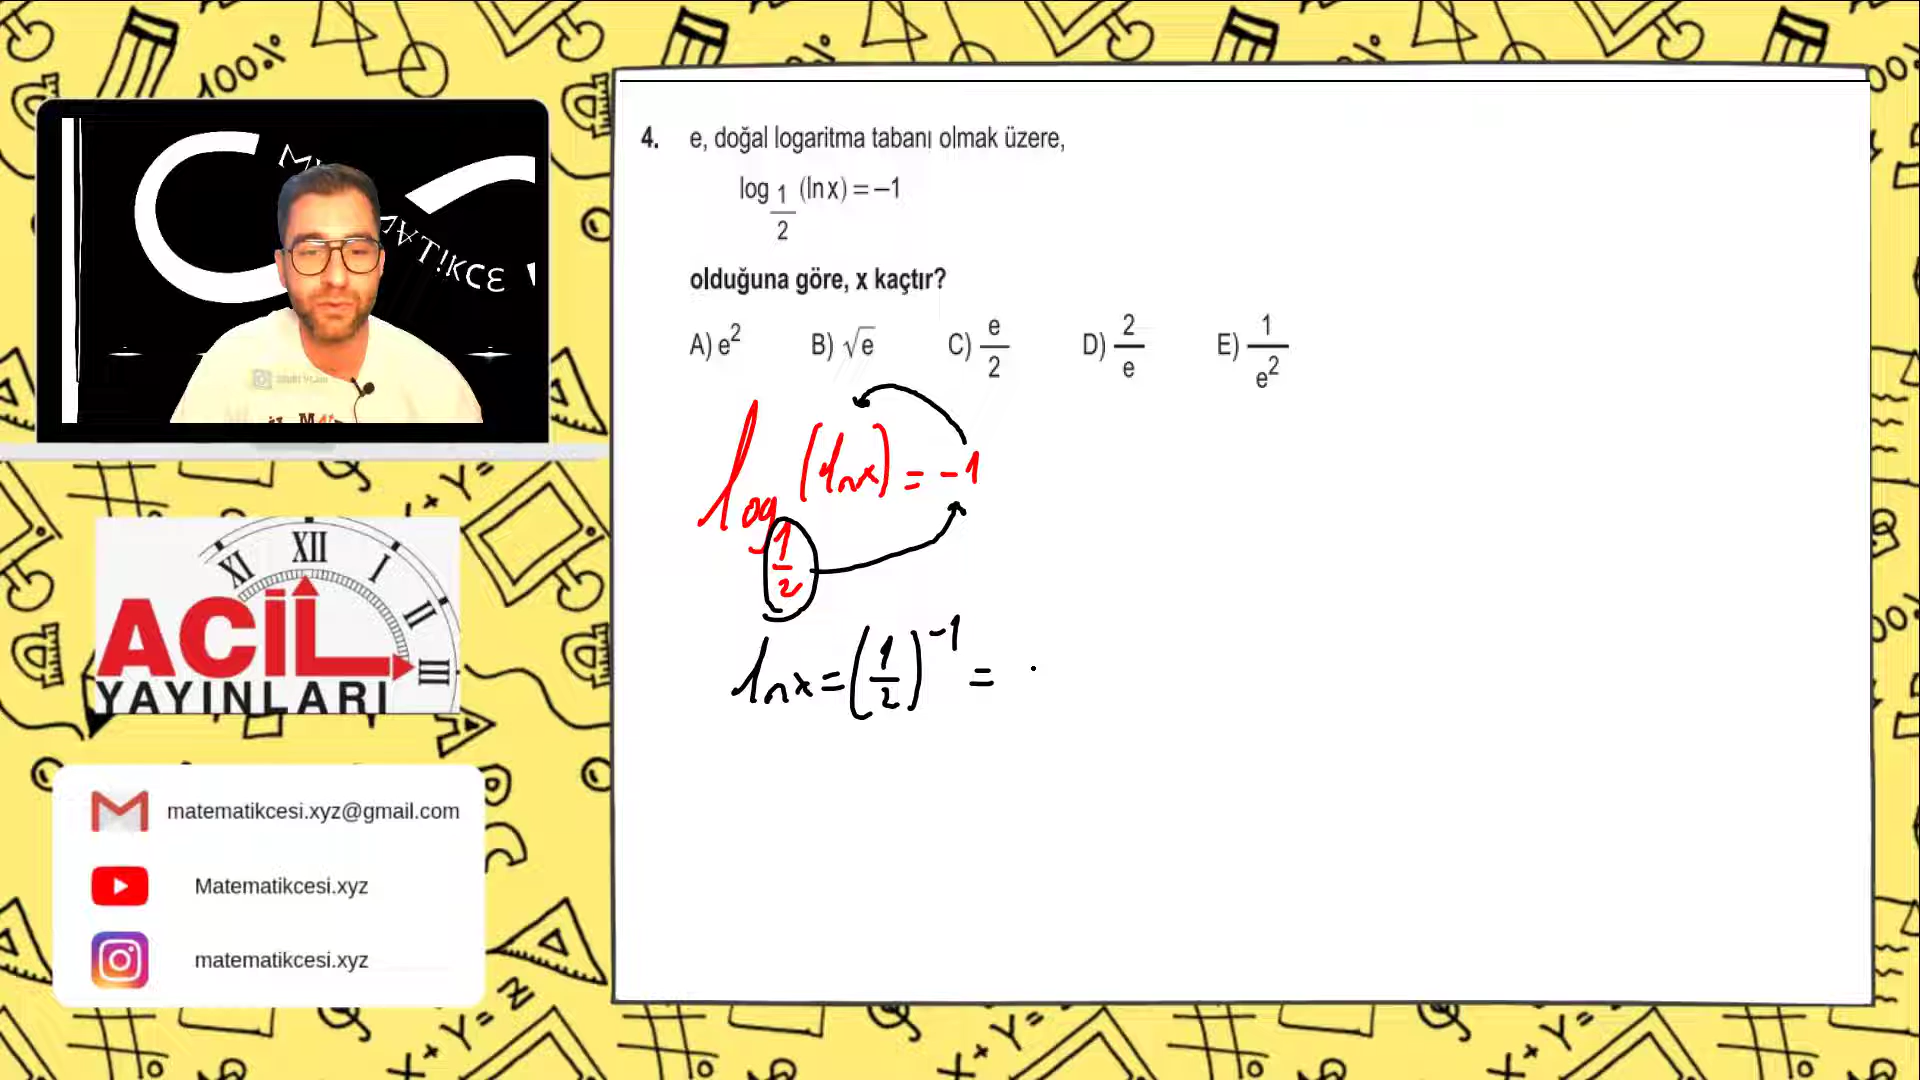 4. e, doğal logaritma tabanı olmak üzere,
log 1/2 (ln x) = –1
olduğuna göre, x kaçtır?
A) e² B) √e C) e/2 D) 2/e E) 1/e²
log 1/2 (lnx) = -1
lnx = (1/2)⁻¹ =
XI XII I II III
ACİL
YAYINLARI
matematikcesi.xyz@gmail.com
Matematikcesi.xyz
matematikcesi.xyz
100%